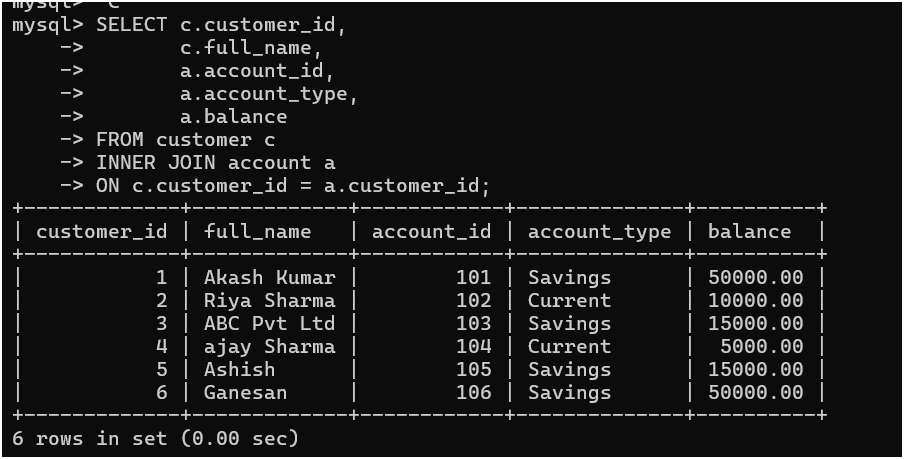 mysql> ^C
mysql> SELECT c.customer_id,
    ->        c.full_name,
    ->        a.account_id,
    ->        a.account_type,
    ->        a.balance
    -> FROM customer c
    -> INNER JOIN account a
    -> ON c.customer_id = a.customer_id;
+-------------+--------------+------------+--------------+----------+
| customer_id | full_name    | account_id | account_type | balance  |
+-------------+--------------+------------+--------------+----------+
|           1 | Akash Kumar  |        101 | Savings      | 50000.00 |
|           2 | Riya Sharma  |        102 | Current      | 10000.00 |
|           3 | ABC Pvt Ltd  |        103 | Savings      | 15000.00 |
|           4 | ajay Sharma  |        104 | Current      |  5000.00 |
|           5 | Ashish       |        105 | Savings      | 15000.00 |
|           6 | Ganesan      |        106 | Savings      | 50000.00 |
+-------------+--------------+------------+--------------+----------+
6 rows in set (0.00 sec)